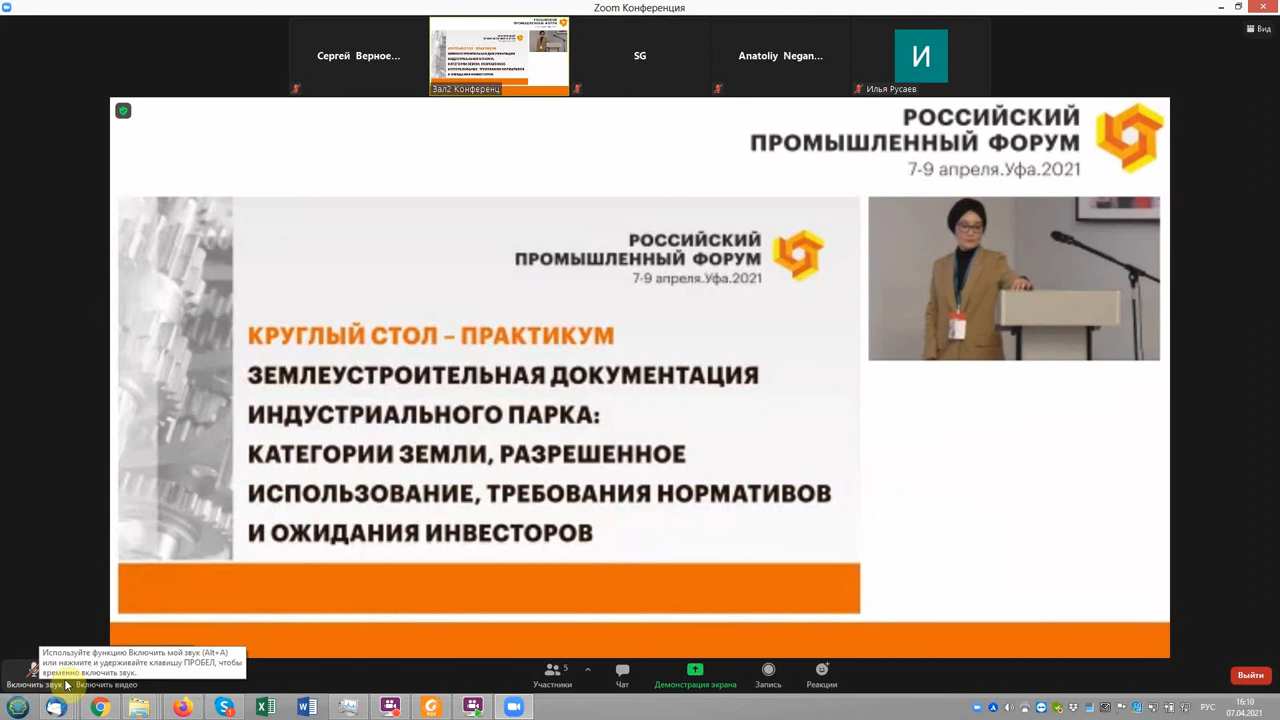 Zoom Конференция
Вид
Сергей Верное...
Зал2 Конференц
SG
Anatoliy Negan...
И
Илья Русаев
РОССИЙСКИЙ
ПРОМЫШЛЕННЫЙ ФОРУМ
7-9 апреля.Уфа.2021
РОССИЙСКИЙ
ПРОМЫШЛЕННЫЙ ФОРУМ
7-9 апреля.Уфа.2021
КРУГЛЫЙ СТОЛ – ПРАКТИКУМ
ЗЕМЛЕУСТРОИТЕЛЬНАЯ ДОКУМЕНТАЦИЯ
ИНДУСТРИАЛЬНОГО ПАРКА:
КАТЕГОРИИ ЗЕМЛИ, РАЗРЕШЕННОЕ
ИСПОЛЬЗОВАНИЕ, ТРЕБОВАНИЯ НОРМАТИВОВ
И ОЖИДАНИЯ ИНВЕСТОРОВ
Используйте функцию Включить мой звук (Alt+A)
или нажмите и удерживайте клавишу ПРОБЕЛ, чтобы
временно включить звук.
Включить звук
Включить видео
5
Участники
Чат
Демонстрация экрана
Запись
Реакции
Выйти
РУС
16:10
07.04.2021